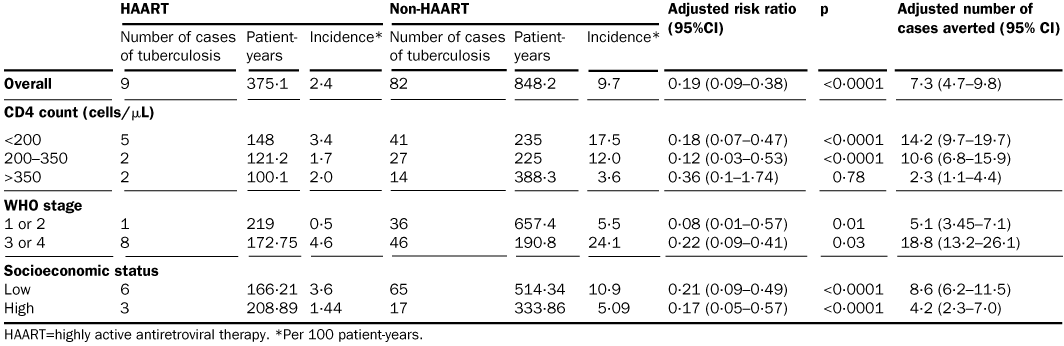 HAART Non-HAART Adjusted risk ratio p Adjusted number of
(95%CI) cases averted (95% CI)
Number of cases Patient- Incidence* Number of cases Patient- Incidence*
of tuberculosis years of tuberculosis years
Overall 9 375·1 2·4 82 848·2 9·7 0·19 (0·09–0·38) <0·0001 7·3 (4·7–9·8)
CD4 count (cells/μL)
<200 5 148 3·4 41 235 17·5 0·18 (0·07–0·47) <0·0001 14·2 (9·7–19·7)
200–350 2 121·2 1·7 27 225 12·0 0·12 (0·03–0·53) <0·0001 10·6 (6·8–15·9)
>350 2 100·1 2·0 14 388·3 3·6 0·36 (0·1–1·74) 0·78 2·3 (1·1–4·4)
WHO stage
1 or 2 1 219 0·5 36 657·4 5·5 0·08 (0·01–0·57) 0·01 5·1 (3·45–7·1)
3 or 4 8 172·75 4·6 46 190·8 24·1 0·22 (0·09–0·41) 0·03 18·8 (13·2–26·1)
Socioeconomic status
Low 6 166·21 3·6 65 514·34 10·9 0·21 (0·09–0·49) <0·0001 8·6 (6·2–11·5)
High 3 208·89 1·44 17 333·86 5·09 0·17 (0·05–0·57) <0·0001 4·2 (2·3–7·0)
HAART=highly active antiretroviral therapy. *Per 100 patient-years.